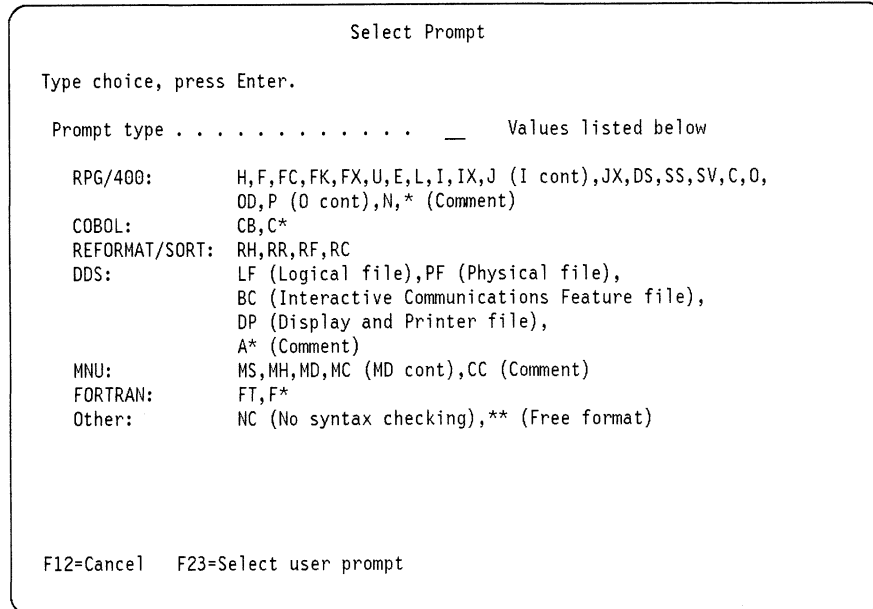 Select Prompt
Type choice, press Enter.
Prompt type . . . . . . . . . . . . . __ Values listed below
RPG/400: H,F,FC,FK,FX,U,E,L,I,IX,J (I cont),JX,DS,SS,SV,C,O,
OD,P (O cont),N,* (Comment)
COBOL: CB,C*
REFORMAT/SORT: RH,RR,RF,RC
DDS: LF (Logical file),PF (Physical file),
BC (Interactive Communications Feature file),
DP (Display and Printer file),
A* (Comment)
MNU: MS,MH,MD,MC (MD cont),CC (Comment)
FORTRAN: FT,F*
Other: NC (No syntax checking),** (Free format)
F12=Cancel F23=Select user prompt